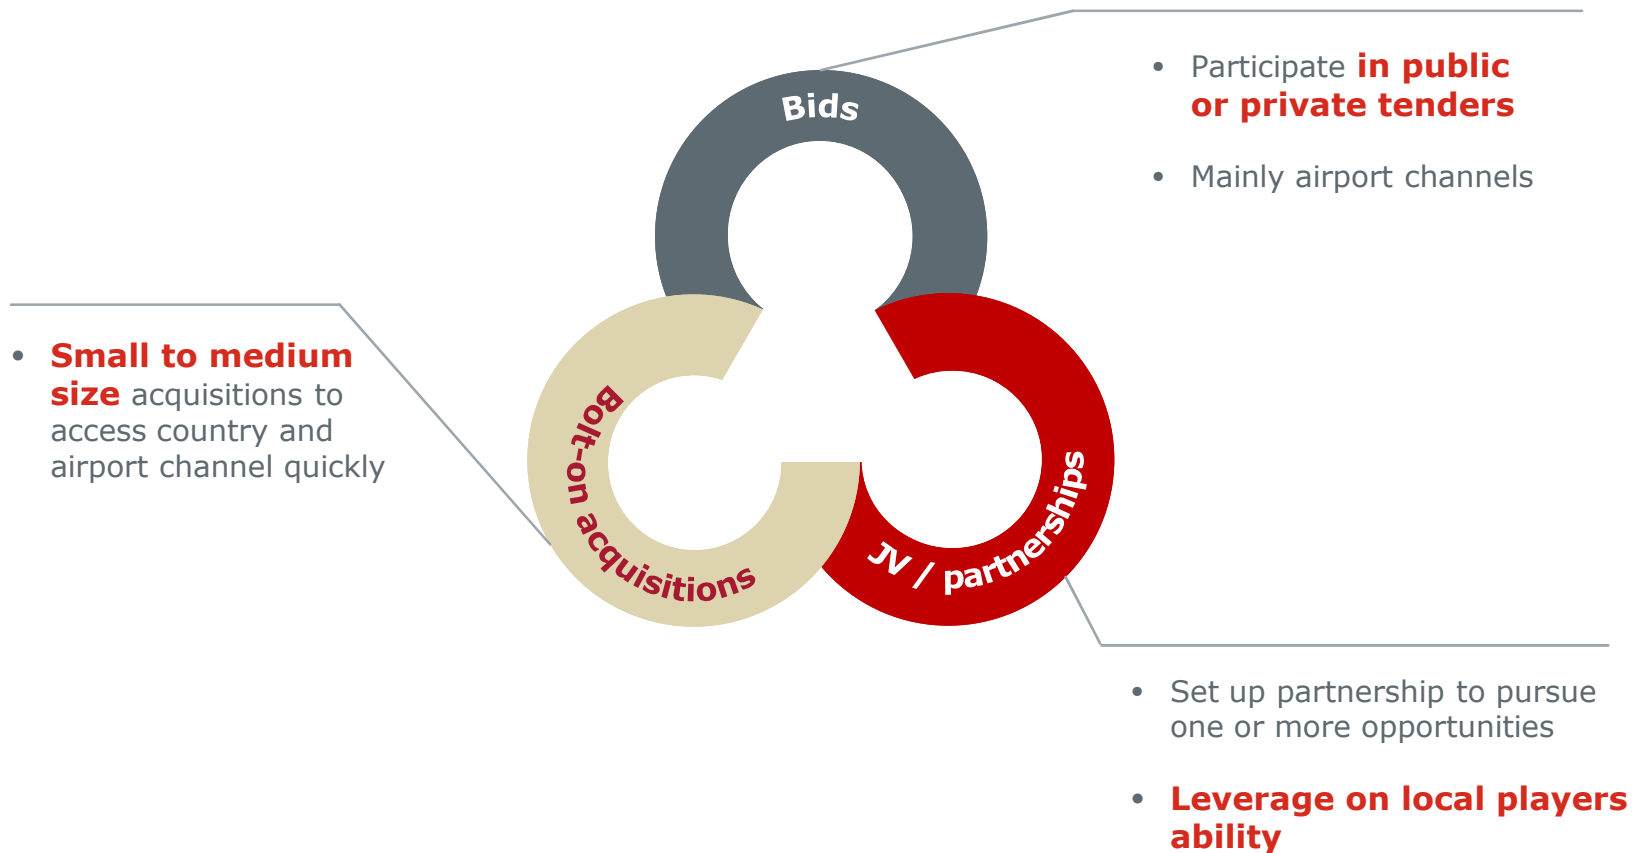 Bids
• Participate in public
or private tenders
• Mainly airport channels
• Small to medium
size acquisitions to
access country and
airport channel quickly
Bolt-on acquisitions
JV / partnerships
• Set up partnership to pursue
one or more opportunities
• Leverage on local players
ability